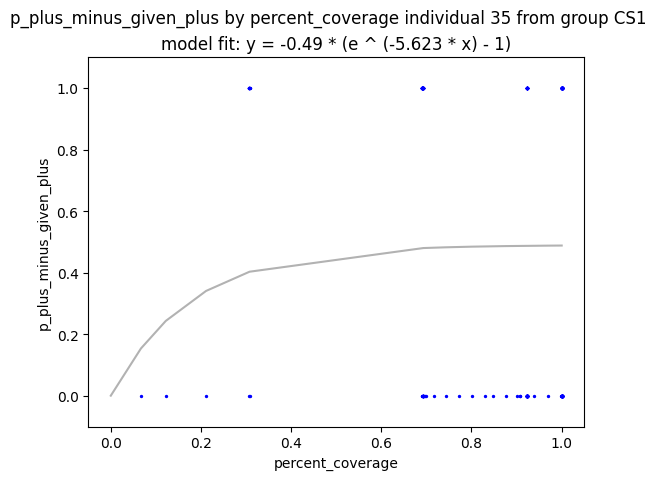 p_plus_minus_given_plus by percent_coverage individual 35 from group CS1
model fit: y = -0.49 * (e ^ (-5.623 * x) - 1)
p_plus_minus_given_plus
1.0
0.8
0.6
0.4
0.2
0.0
0.0 0.2 0.4 0.6 0.8 1.0
percent_coverage